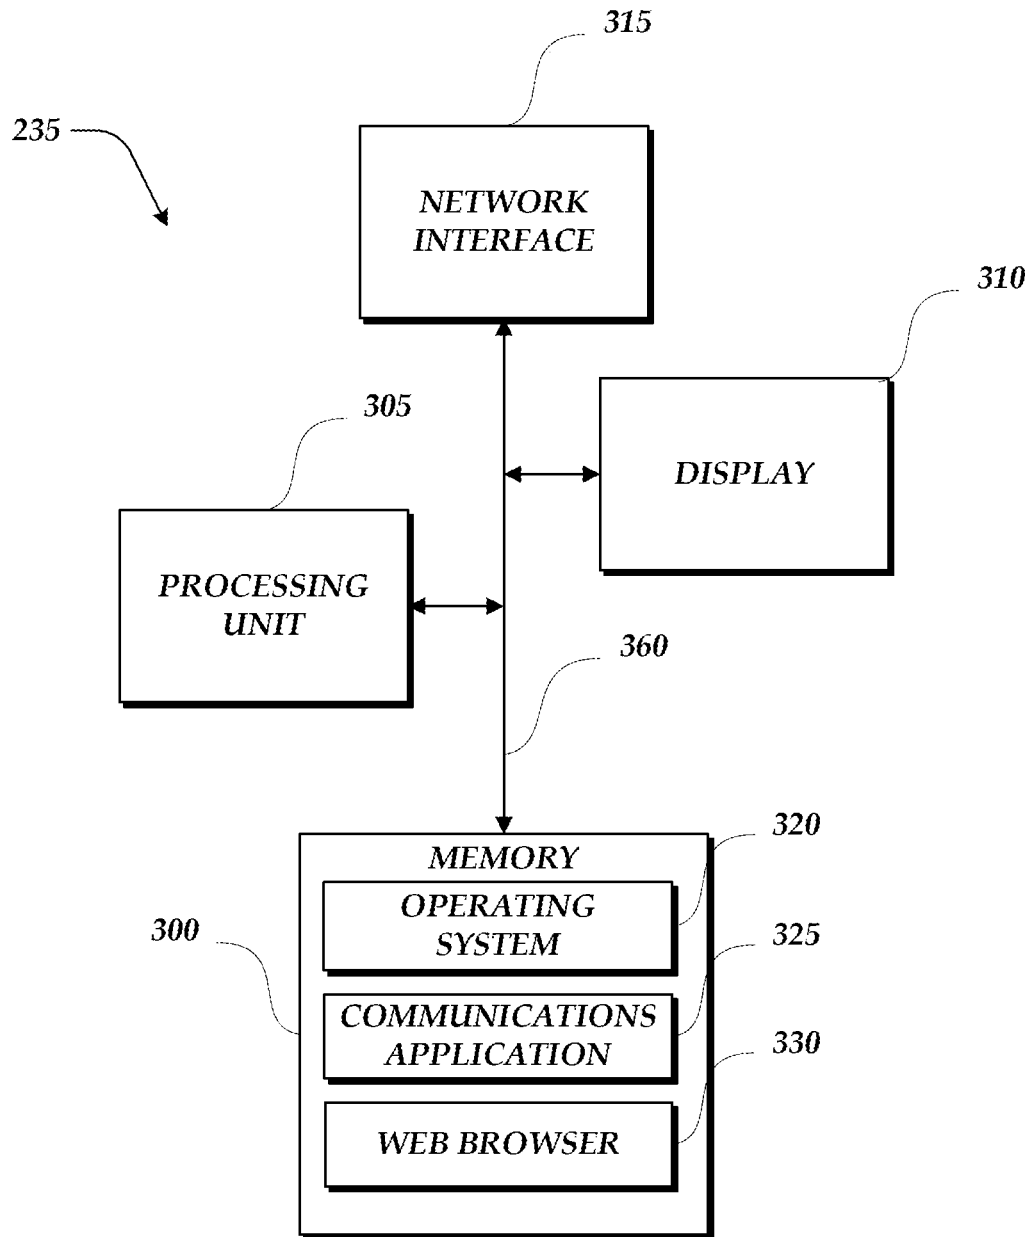 315
235
NETWORK
INTERFACE
310
305
DISPLAY
PROCESSING
UNIT
360
320
MEMORY
OPERATING
SYSTEM
300
325
COMMUNICATIONS
APPLICATION
330
WEB BROWSER